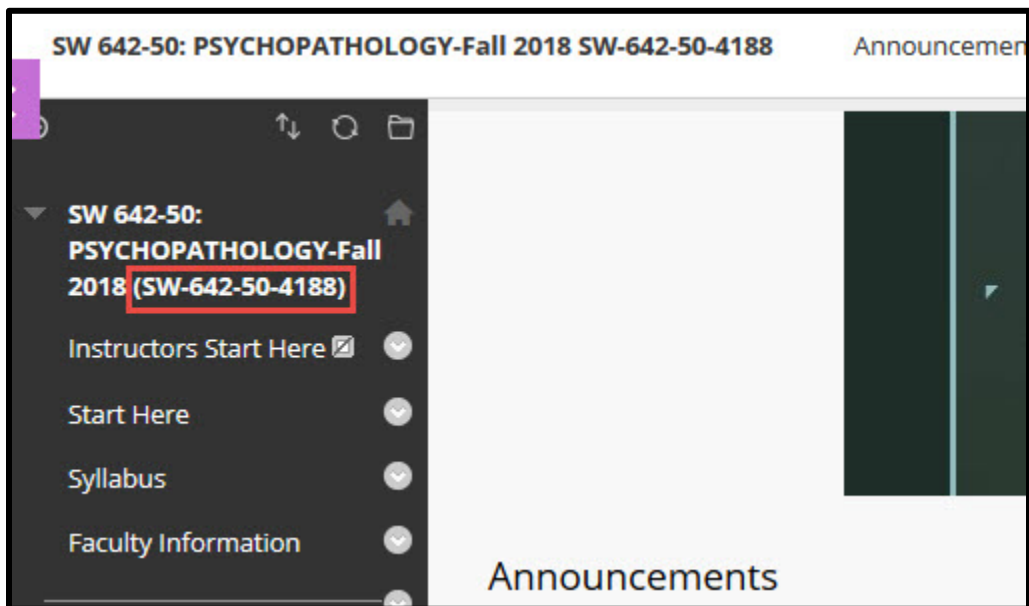 SW 642-50: PSYCHOPATHOLOGY-Fall 2018 SW-642-50-4188 Announcemen
SW 642-50:
PSYCHOPATHOLOGY-Fall
2018 (SW-642-50-4188)
Instructors Start Here
Start Here
Syllabus
Faculty Information
Announcements